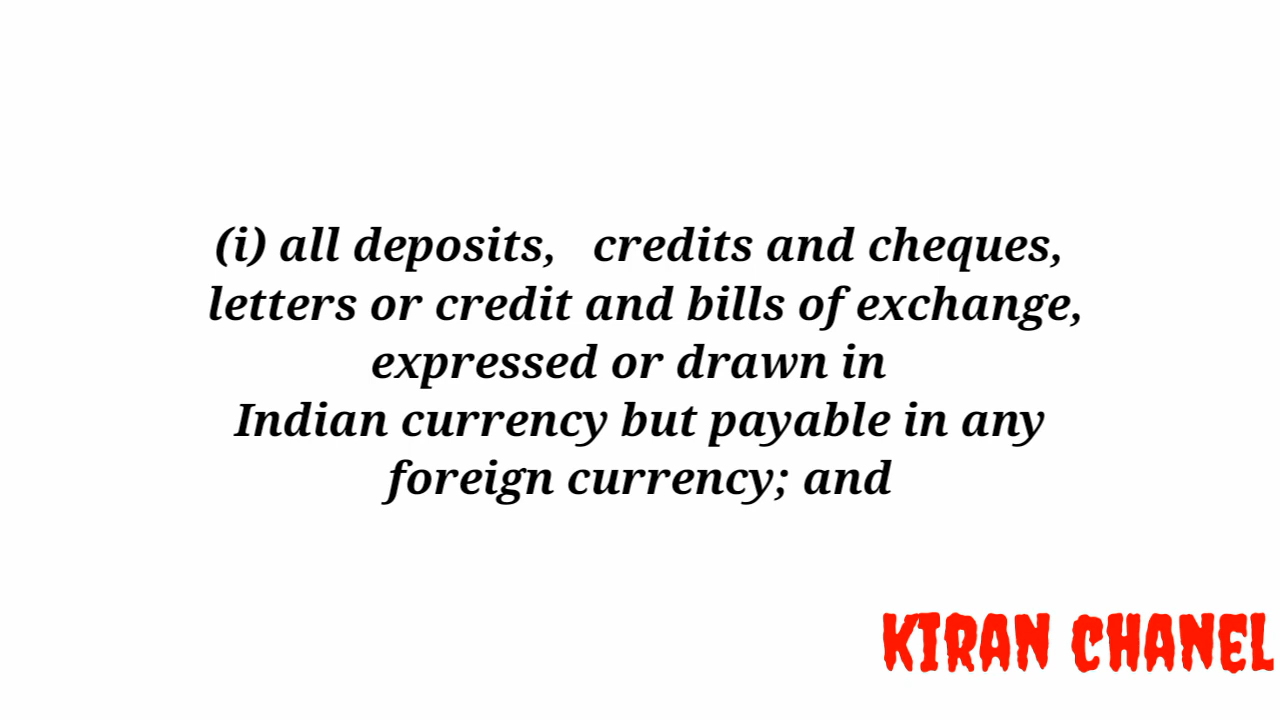 (i) all deposits, credits and cheques,
letters or credit and bills of exchange,
expressed or drawn in
Indian currency but payable in any
foreign currency; and
KIRAN CHANEL